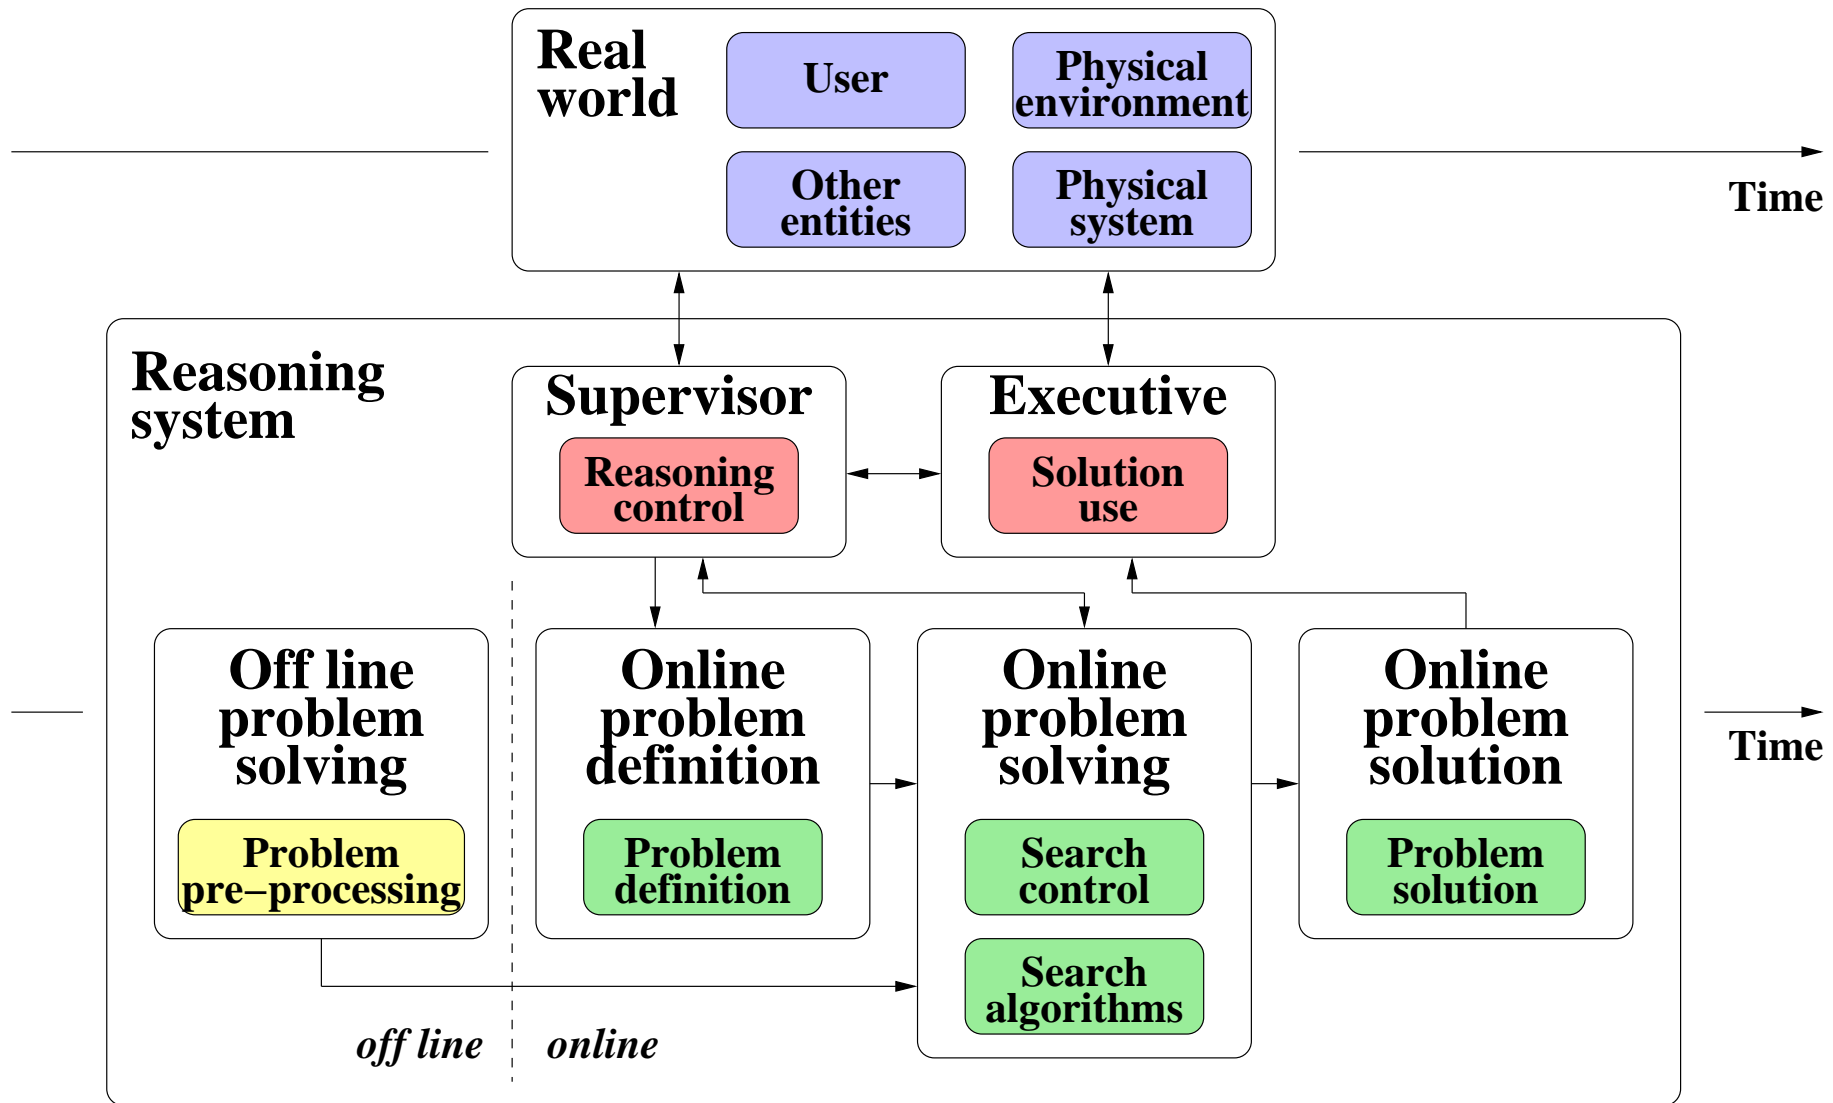 Real
world
User
Physical
environment
Other
entities
Physical
system
Time
Reasoning
system
Supervisor
Reasoning
control
Executive
Solution
use
Off line
problem
solving
Problem
pre−processing
Online
problem
definition
Problem
definition
Online
problem
solving
Search
control
Search
algorithms
Online
problem
solution
Problem
solution
Time
off line
online